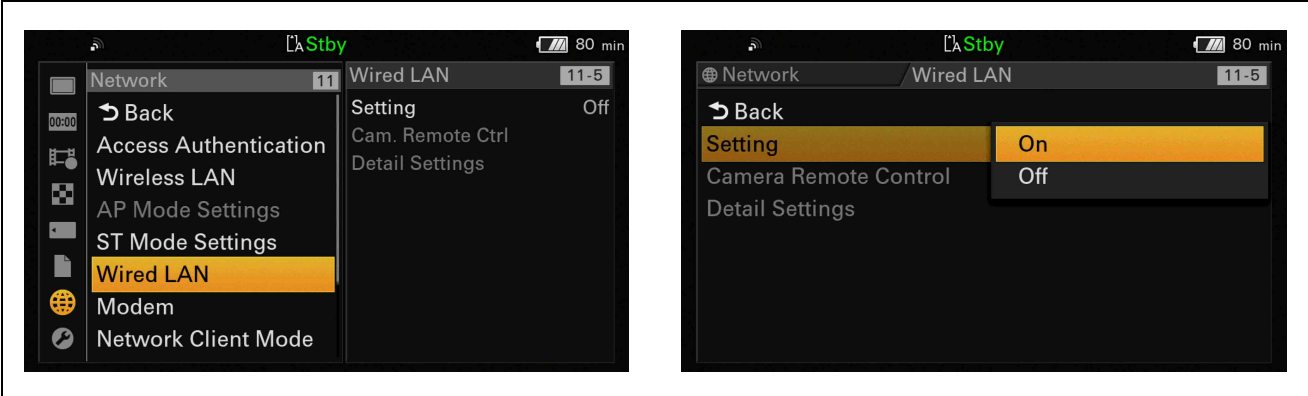 Stby
80 min
00:00
Network 11
Back
Access Authentication
Wireless LAN
AP Mode Settings
ST Mode Settings
Wired LAN
Modem
Network Client Mode
Wired LAN 11-5
Setting Off
Cam. Remote Ctrl
Detail Settings
A Stby
80 min
Network Wired LAN 11-5
Back
Setting
On
Camera Remote Control
Off
Detail Settings